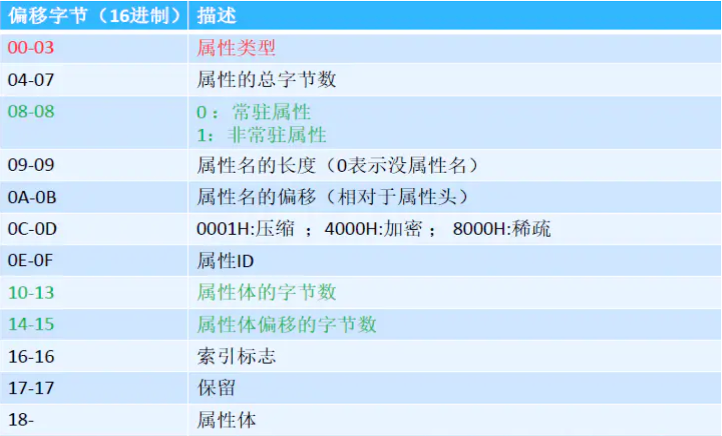 偏移字节（16进制） 描述
00-03 属性类型
04-07 属性的总字节数
08-08 0 ：常驻属性
1：非常驻属性
09-09 属性名的长度（0表示没属性名）
0A-0B 属性名的偏移（相对于属性头）
0C-0D 0001H:压缩 ；4000H:加密 ；8000H:稀疏
0E-0F 属性ID
10-13 属性体的字节数
14-15 属性体偏移的字节数
16-16 索引标志
17-17 保留
18- 属性体